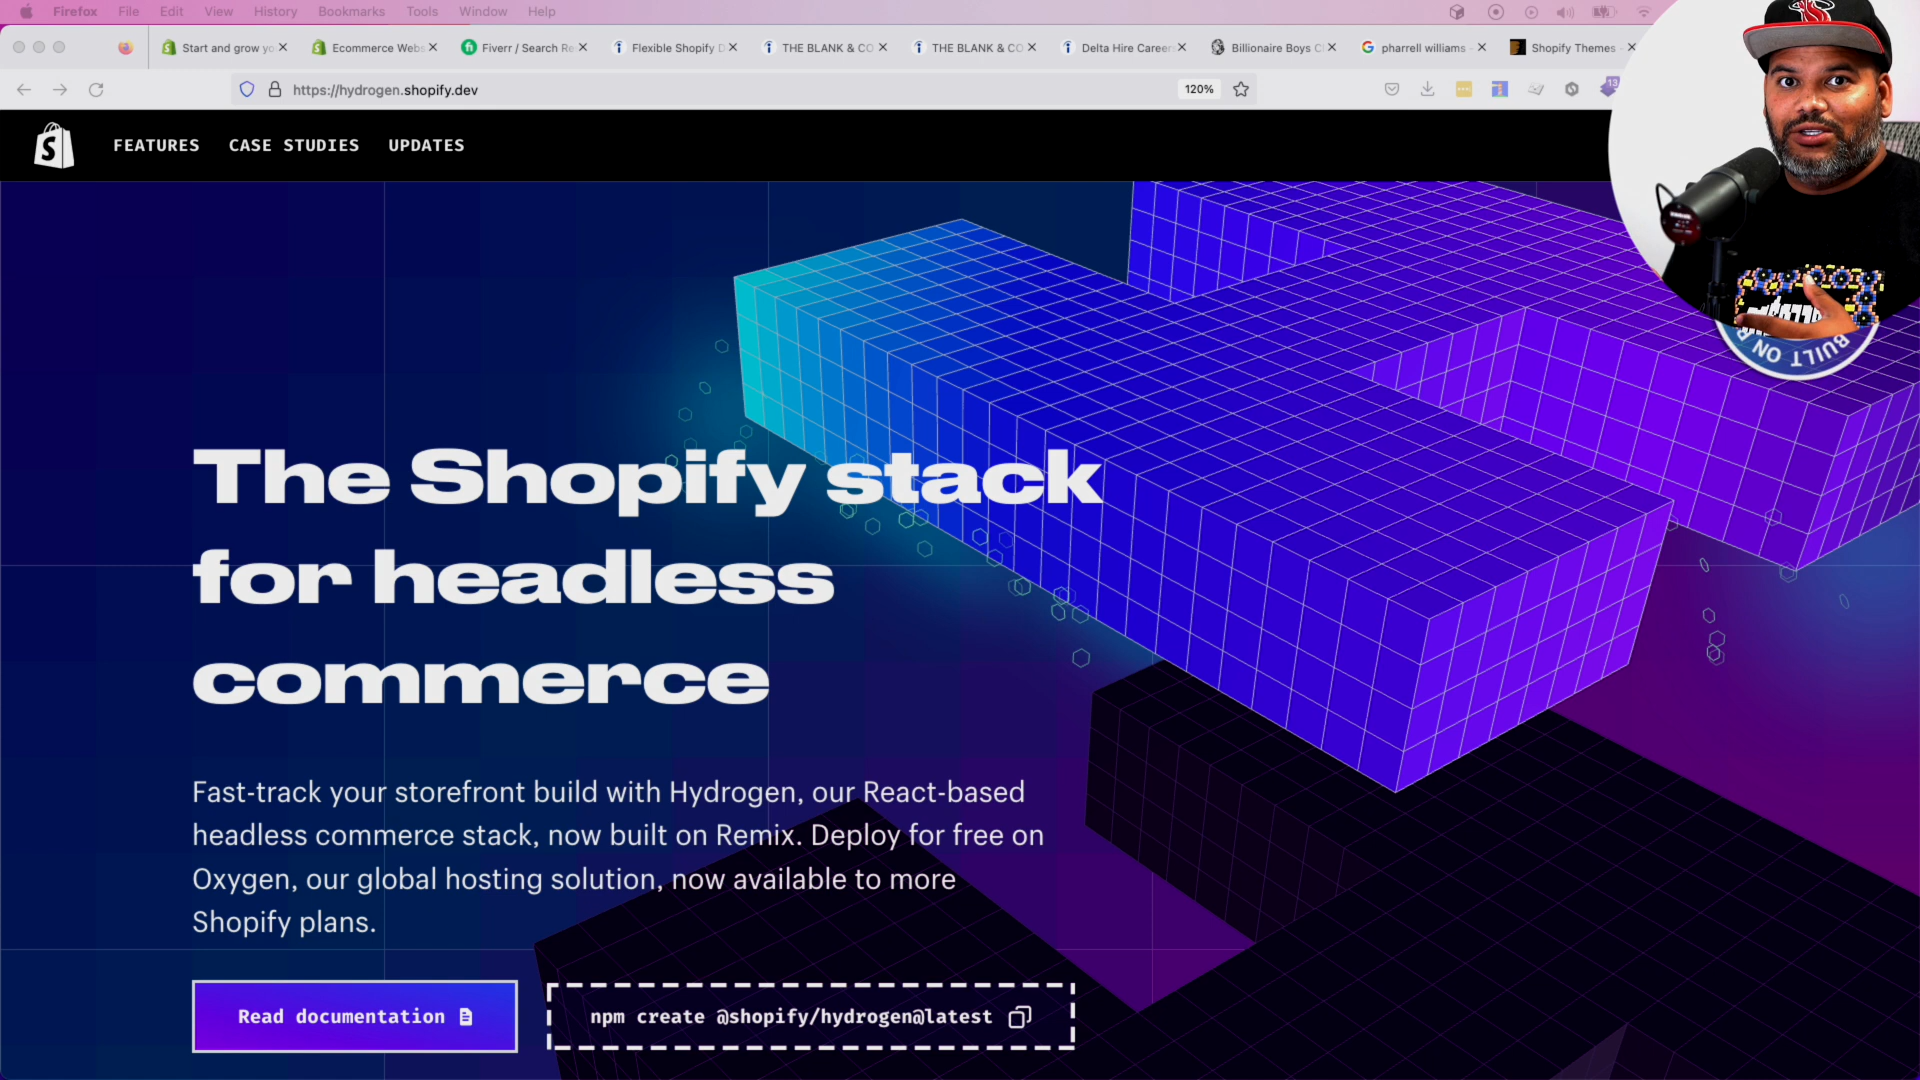 Firefox File Edit View History Bookmarks Tools Window Help
Start and grow yo
Ecommerce Webs
Fiverr / Search Re
Flexible Shopify D
THE BLANK & CO
THE BLANK & CO
Delta Hire Career
Billionaire Boys C
pharrell williams -
Shopify Themes -
https://hydrogen.shopify.dev
120%
13
FEATURES CASE STUDIES UPDATES
BUILT ON
The Shopify stack
for headless
commerce
Fast-track your storefront build with Hydrogen, our React-based
headless commerce stack, now built on Remix. Deploy for free on
Oxygen, our global hosting solution, now available to more
Shopify plans.
Read documentation
npm create @shopify/hydrogen@latest